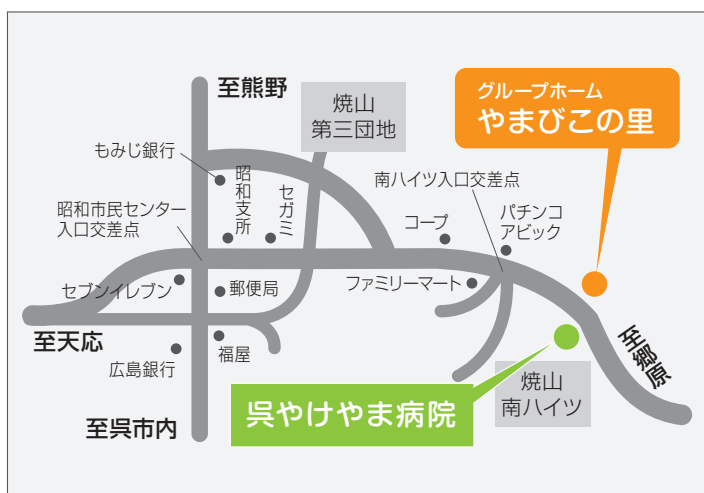 至熊野
焼山
第三団地
グループホーム
やまびこの里
もみじ銀行
昭和支所
セガミ
南ハイツ入口交差点
昭和市民センター
入口交差点
コープ
パチンコ
アビック
セブンイレブン
郵便局
ファミリーマート
至天応
広島銀行
福屋
至郷原
呉やけやま病院
焼山
南ハイツ
至呉市内